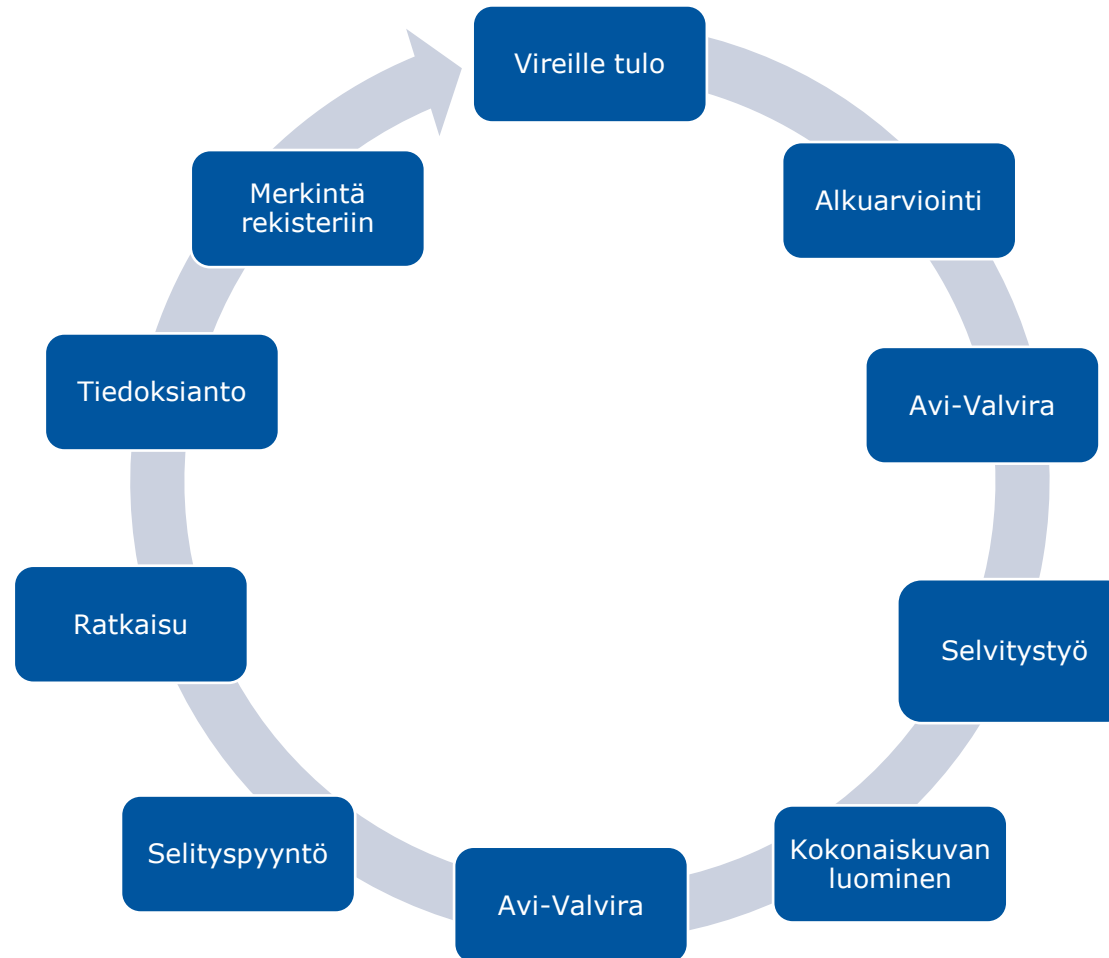 Vireille tulo
Alkuarviointi
Avi-Valvira
Selvitystyö
Kokonaiskuvan
luominen
Avi-Valvira
Selityspyyntö
Ratkaisu
Tiedoksianto
Merkintä
rekisteriin